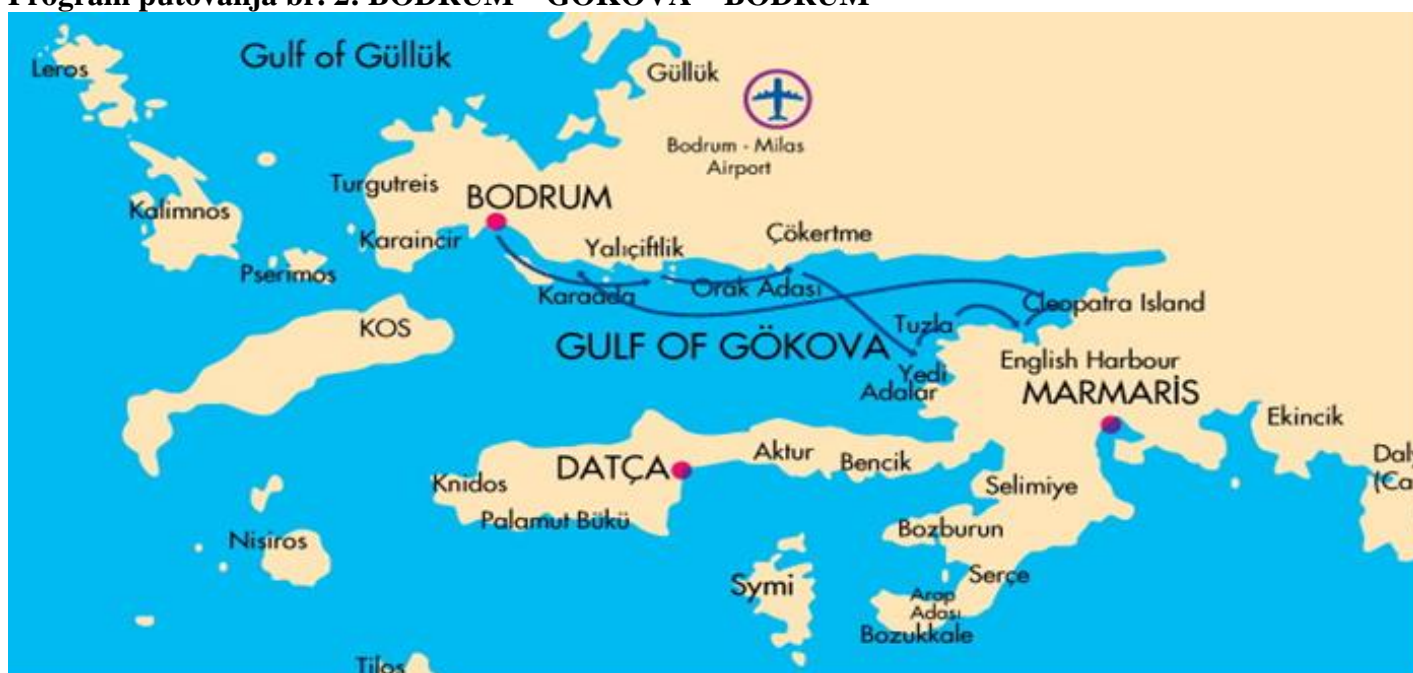 Program putovanja br. 2: BODRUM – GÖKOVA – BODRUM
Gulf of Güllük
Leros
Güllük
Bodrum - Milas
Airport
Turgutreis
BODRUM
Kalimnos
Karaincir
Yalıçiftlik
Çökertme
Pserimos
Karaada
Orak Adası
Cleopatra Island
KOS
Tuzla
GULF OF GÖKOVA
English Harbour
Yedi
Adalar
MARMARİS
Ekincik
Aktur
Bencik
Knidos
DATÇA
Selimiye
Palamut Bükü
Bozburun
Nisiros
Symi
Serçe
Arap
Adası
Bozukkale
Tilos